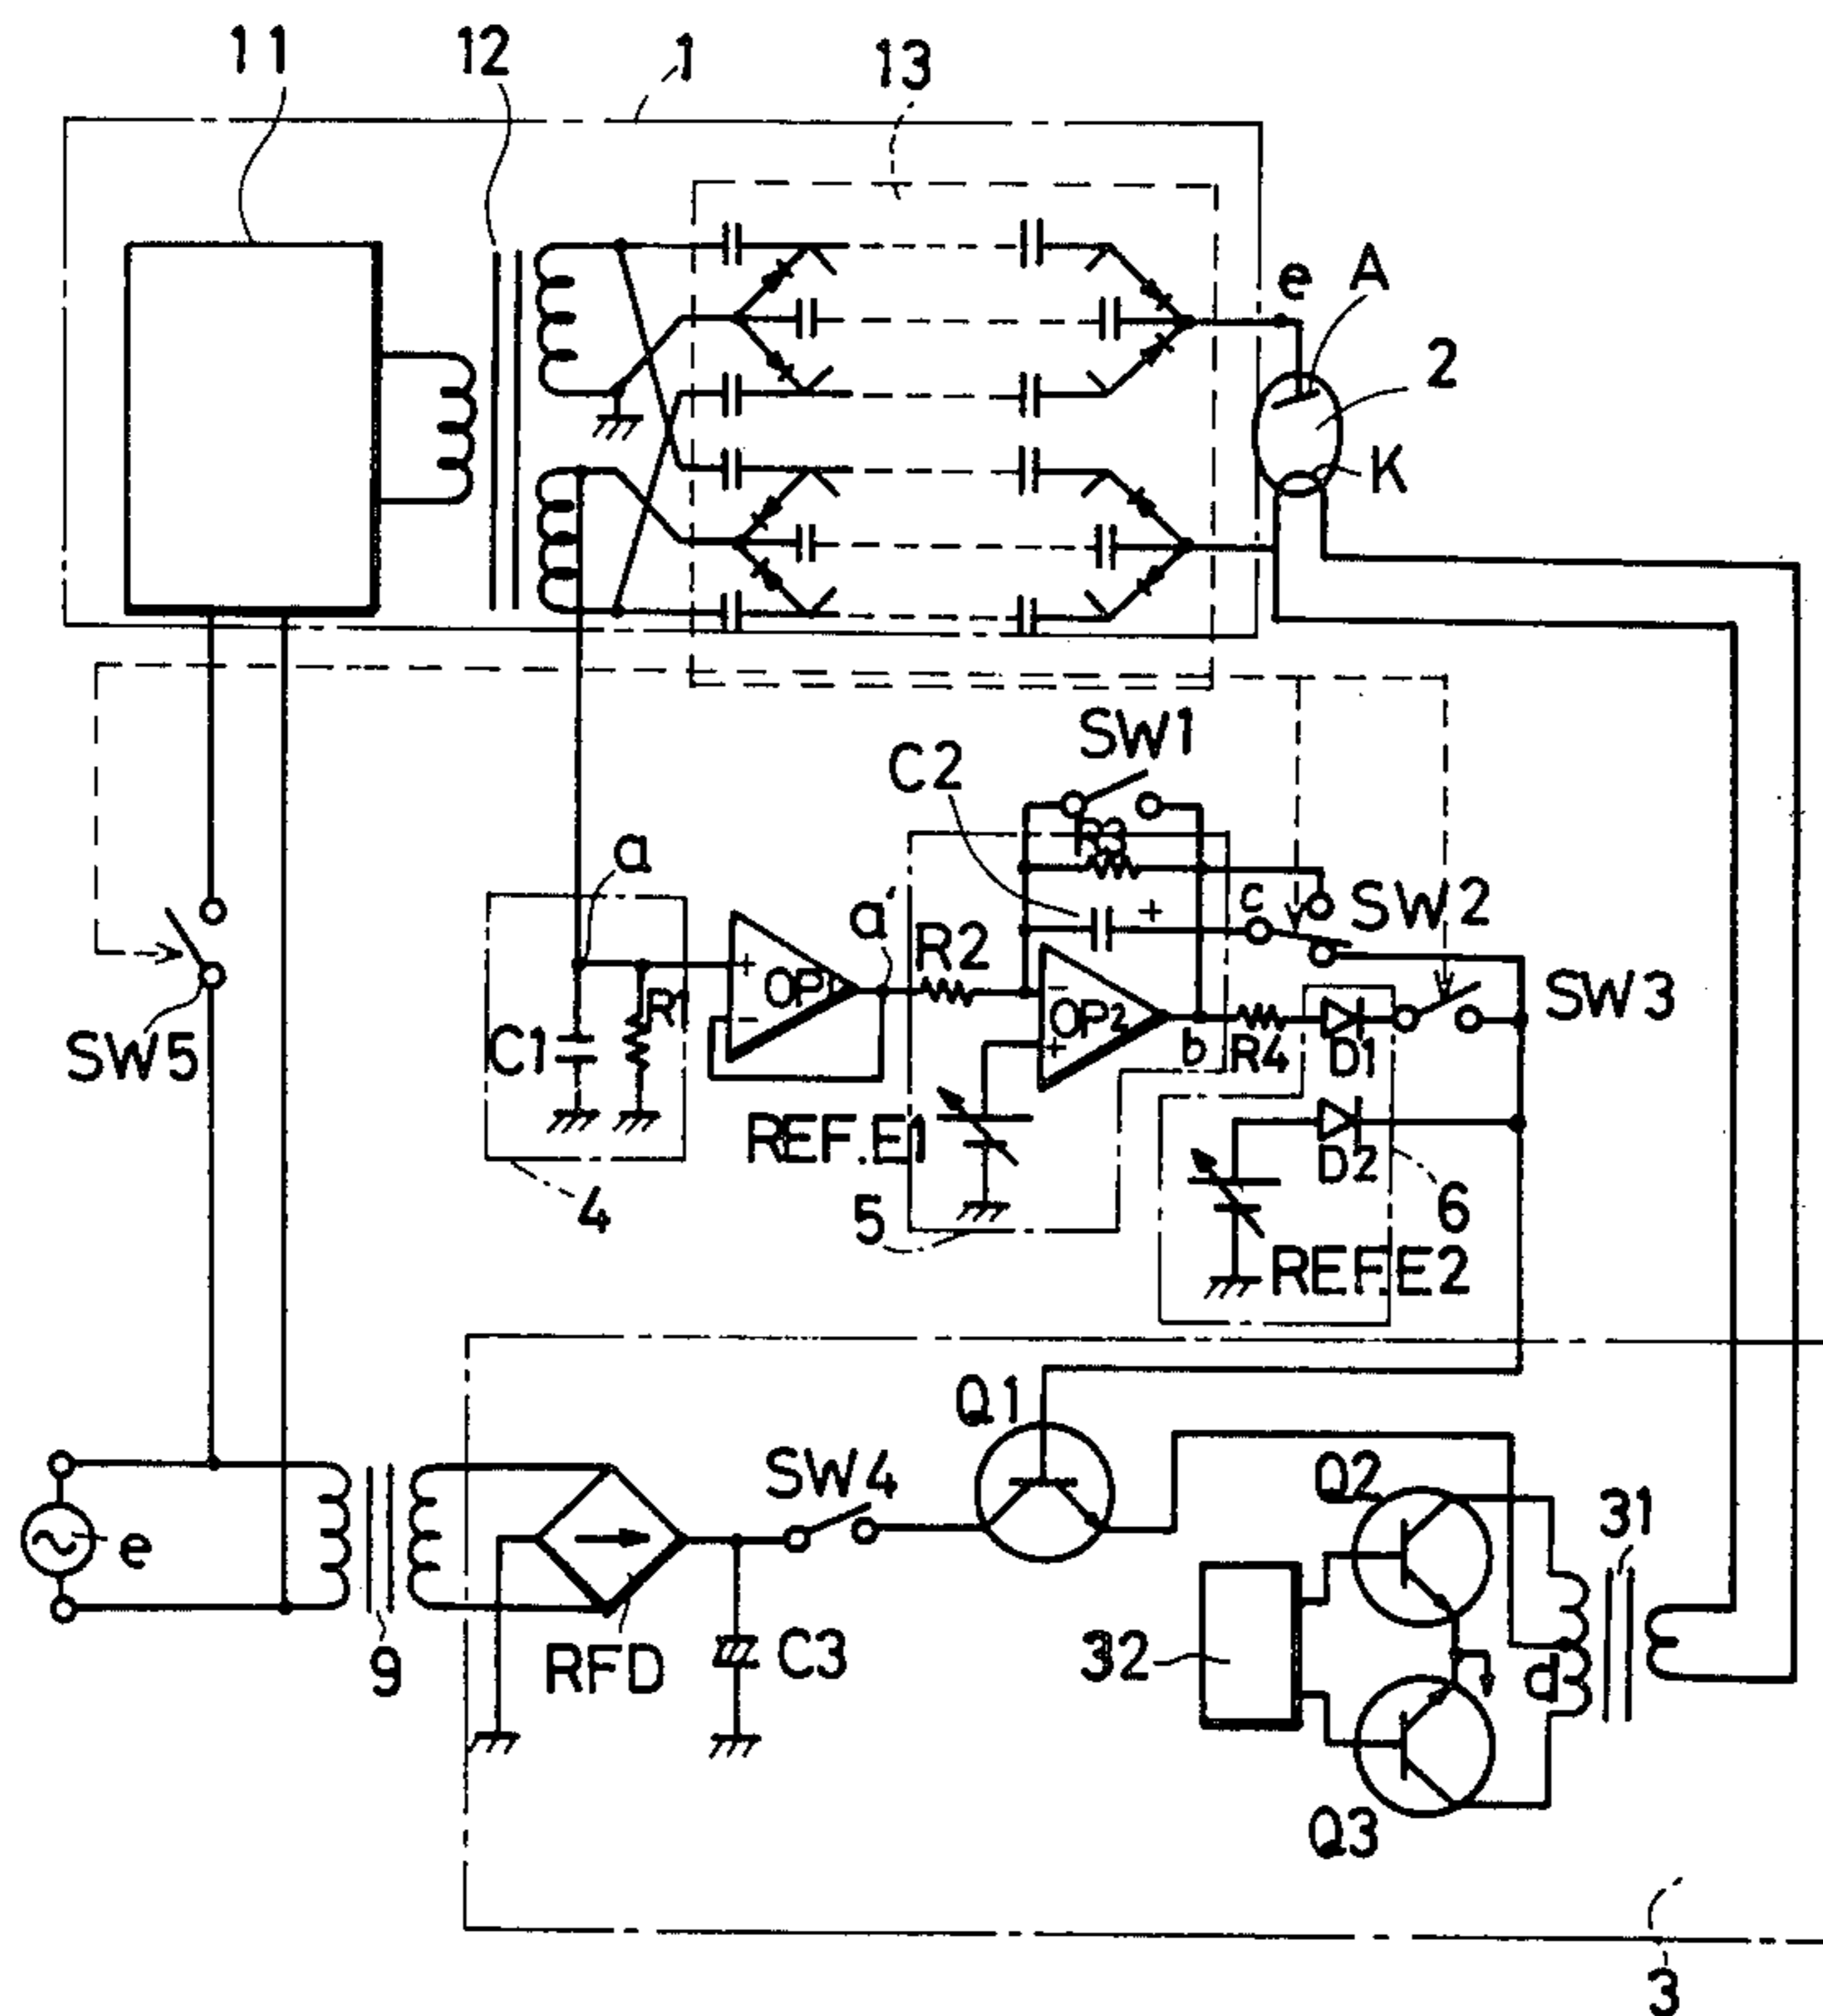 11
12
1
13
e
A
2
K
SW1
C2
R3
a
a'
R2
C
+
SW2
SW3
SW5
C1
R1
+
-
OP1
-
+
OP2
b
R4
D1
REF.E1
D2
4
5
6
REF.E2
Q1
SW4
Q2
31
e
9
RFD
C3
32
d
Q3
3